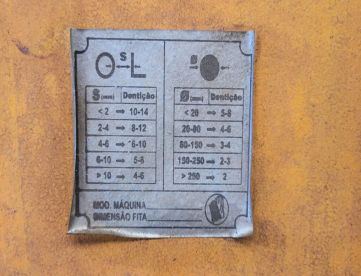 S
Ø
S (mm) Dentição
< 2 ⇒ 10-14
2-4 ⇒ 8-12
4-6 ⇒ 6-10
6-10 ⇒ 5-8
> 10 ⇒ 4-6
Ø (mm) Dentição
< 20 ⇒ 5-8
20-80 ⇒ 4-6
80-150 ⇒ 3-4
150-250 ⇒ 2-3
> 250 ⇒ 2
MOD. MÁQUINA
DIMENSÃO FITA